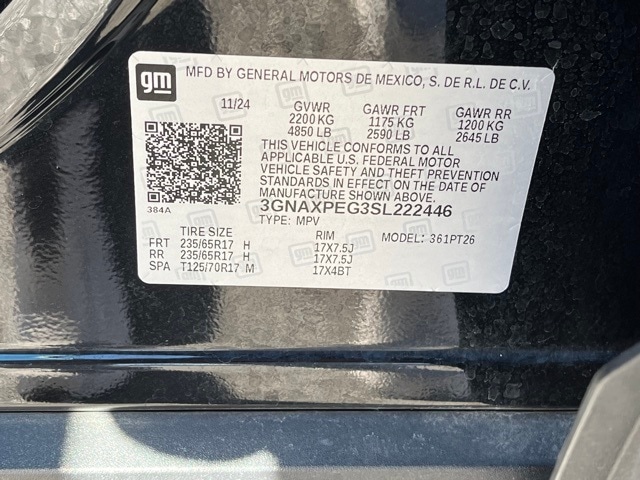 gm MFD BY GENERAL MOTORS DE MEXICO, S. DE R.L. DE C.V.
11/24 GVWR GAWR FRT GAWR RR
2200 KG 1175 KG 1200 KG
4850 LB 2590 LB 2645 LB
THIS VEHICLE CONFORMS TO ALL
APPLICABLE U.S. FEDERAL MOTOR
VEHICLE SAFETY AND THEFT PREVENTION
STANDARDS IN EFFECT ON THE DATE OF
MANUFACTURE SHOWN ABOVE.
384A
3GNAXPEG3SL222446
TYPE: MPV
TIRE SIZE RIM MODEL: 361PT26
FRT 235/65R17 H 17X7.5J
RR 235/65R17 H 17X7.5J
SPA T125/70R17 M 17X4BT